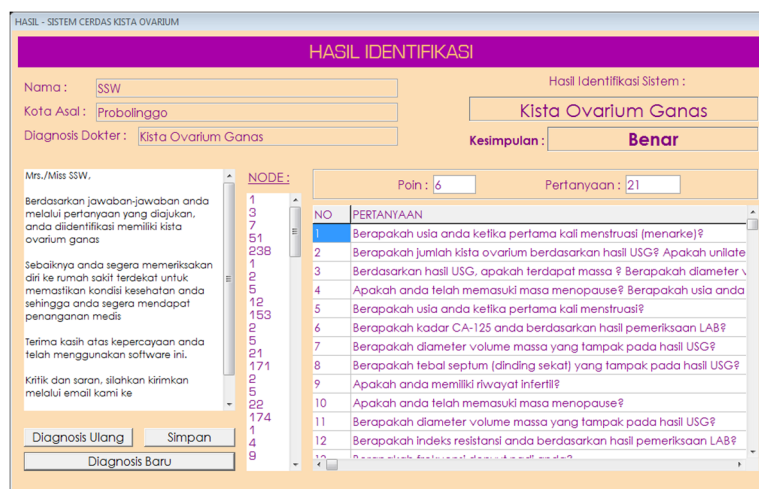 HASIL - SISTEM CERDAS KISTA OVARIUM
HASIL IDENTIFIKASI
Nama : SSW
Kota Asal : Probolinggo
Diagnosis Dokter : Kista Ovarium Ganas
Hasil Identifikasi Sistem :
Kista Ovarium Ganas
Kesimpulan : Benar
Mrs./Miss SSW,
Berdasarkan jawaban-jawaban anda
melalui pertanyaan yang diajukan,
anda diidentifikasi memiliki kista
ovarium ganas
Sebaiknya anda segera memeriksakan
diri ke rumah sakit terdekat untuk
memastikan kondisi kesehatan anda
sehingga anda segera mendapat
penanganan medis
Terima kasih atas kepercayaan anda
telah menggunakan software ini.
Kritik dan saran, silahkan kirimkan
melalui email kami ke
Diagnosis Ulang
Simpan
Diagnosis Baru
NODE :
1
3
7
51
238
1
2
5
12
153
2
5
21
171
2
5
22
174
1
4
9
Poin : 6
Pertanyaan : 21
NO PERTANYAAN
1 Berapakah usia anda ketika pertama kali menstruasi (menarke)?
2 Berapakah jumlah kista ovarium berdasarkan hasil USG? Apakah unilate
3 Berdasarkan hasil USG, apakah terdapat massa ? Berapakah diameter v
4 Apakah anda telah memasuki masa menopause? Berapakah usia anda
5 Berapakah usia anda ketika pertama kali menstruasi?
6 Berapakah kadar CA-125 anda berdasarkan hasil pemeriksaan LAB?
7 Berapakah diameter volume massa yang tampak pada hasil USG?
8 Berapakah tebal septum (dinding sekat) yang tampak pada hasil USG?
9 Apakah anda memiliki riwayat infertil?
10 Apakah anda telah memasuki masa menopause?
11 Berapakah diameter volume massa yang tampak pada hasil USG?
12 Berapakah indeks resistansi anda berdasarkan hasil pemeriksaan LAB?
13 Berapakah frekuensi denyut nadi anda?